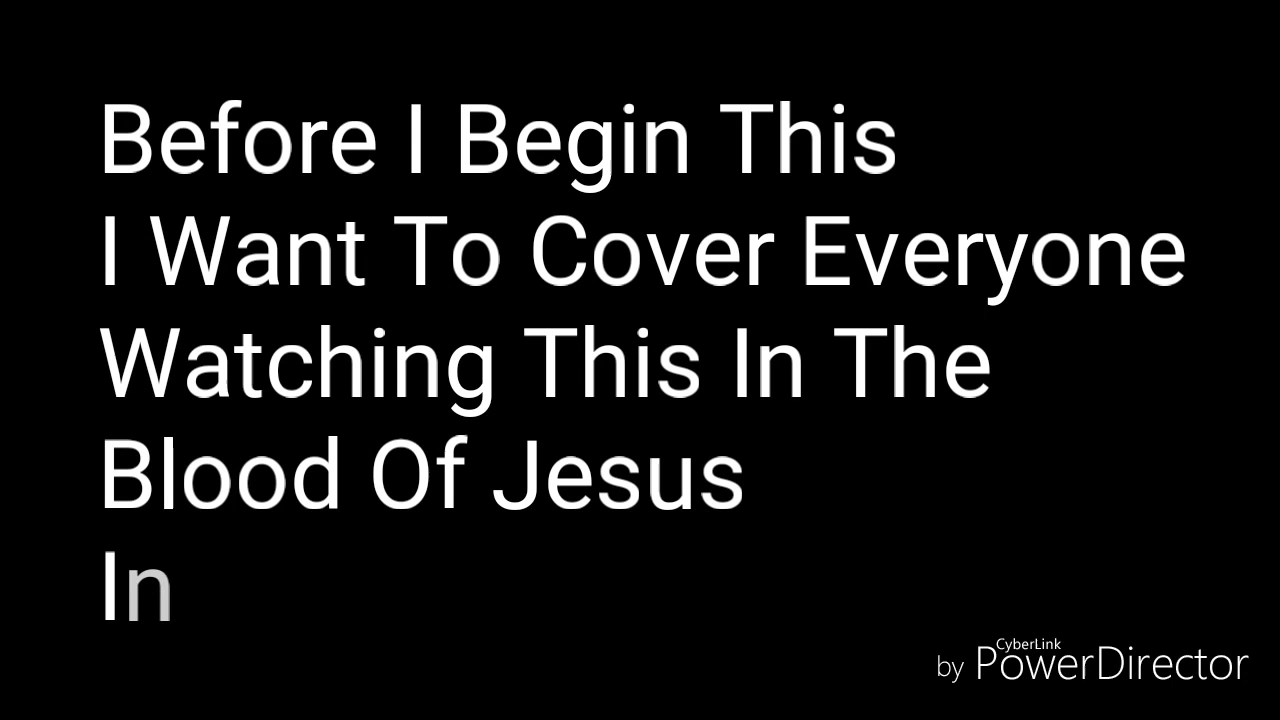 Before I Begin This
I Want To Cover Everyone
Watching This In The
Blood Of Jesus
In
by CyberLink PowerDirector